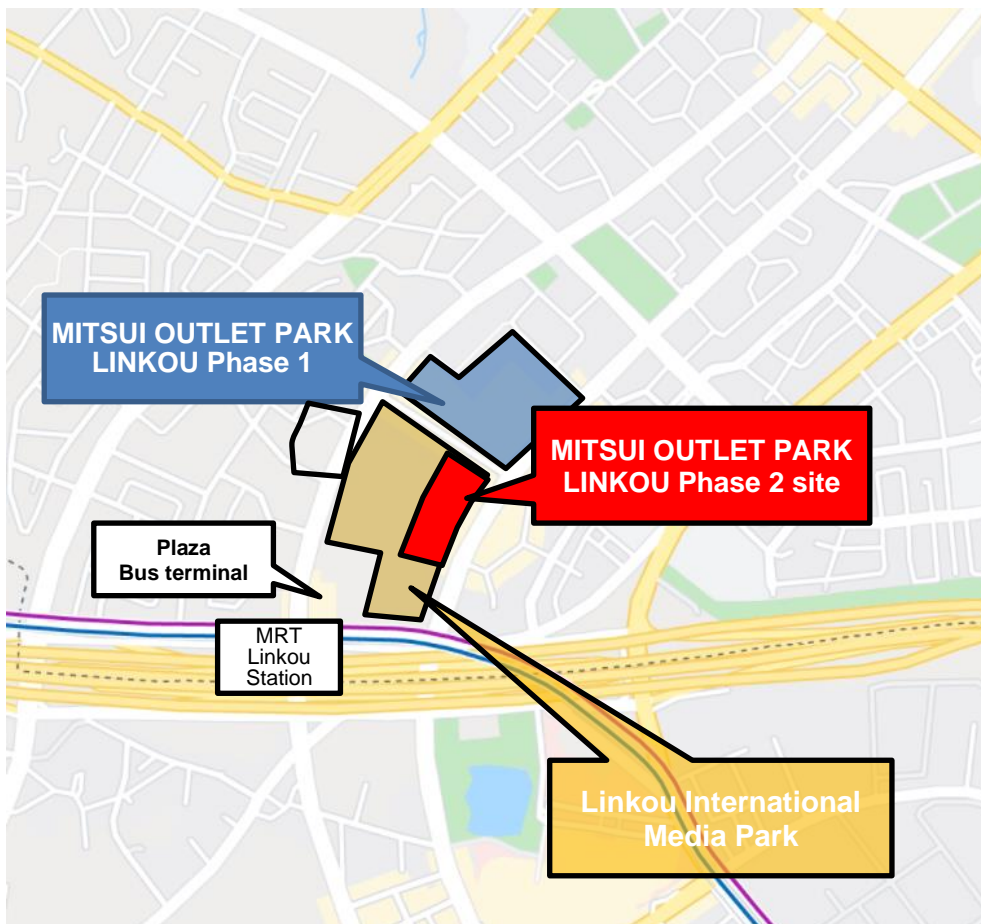 MITSUI OUTLET PARK
LINKOU Phase 1
MITSUI OUTLET PARK
LINKOU Phase 2 site
Plaza
Bus terminal
MRT
Linkou
Station
Linkou International
Media Park